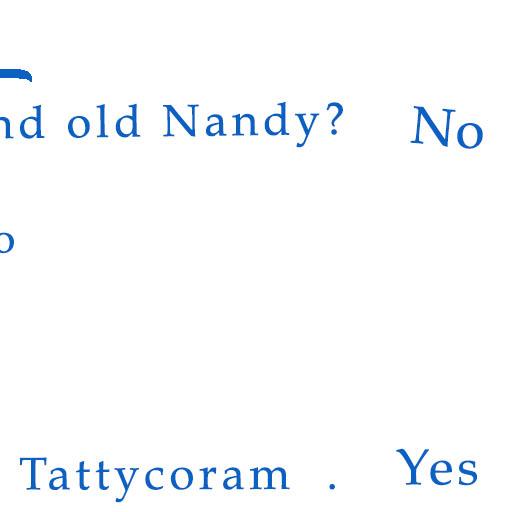 nd old Nandy? No
o
Tattycoram . Yes